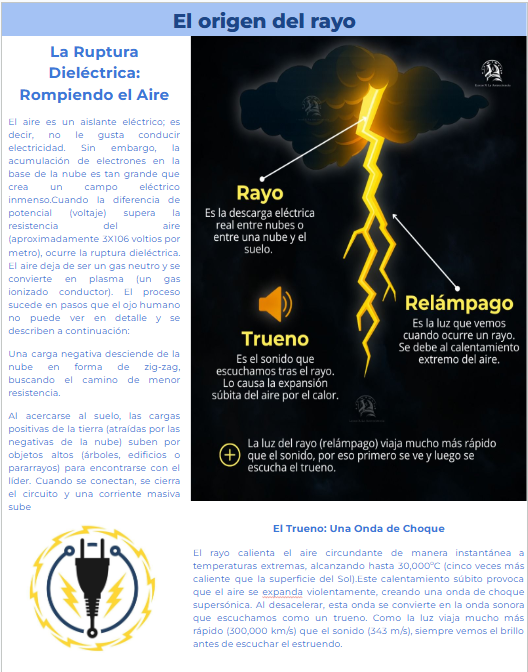 El origen del rayo
La Ruptura
Dieléctrica:
Rompiendo el Aire
El aire es un aislante eléctrico; es
decir, no le gusta conducir
electricidad. Sin embargo, la
acumulación de electrones en la
base de la nube es tan grande que
crea un campo eléctrico
inmenso.Cuando la diferencia de
potencial (voltaje) supera la
resistencia del aire
(aproximadamente 3X106 voltios por
metro), ocurre la ruptura dieléctrica.
El aire deja de ser un gas neutro y se
convierte en plasma (un gas
ionizado conductor). El proceso
sucede en pasos que el ojo humano
no puede ver en detalle y se
describen a continuación:
Una carga negativa desciende de la
nube en forma de zig-zag,
buscando el camino de menor
resistencia.
Al acercarse al suelo, las cargas
positivas de la tierra (atraídas por las
negativas de la nube) suben por
objetos altos (árboles, edificios o
pararrayos) para encontrarse con el
líder. Cuando se conectan, se cierra
el circuito y una corriente masiva
sube
Rayo
Es la descarga eléctrica
real entre nubes o
entre una nube y el
suelo.
Relámpago
Es la luz que vemos
cuando ocurre un rayo.
Se debe al calentamiento
extremo del aire.
Trueno
Es el sonido que
escuchamos tras el rayo.
Lo causa la expansión
súbita del aire por el calor.
La luz del rayo (relámpago) viaja mucho más rápido
que el sonido, por eso primero se ve y luego se
escucha el trueno.
El Trueno: Una Onda de Choque
El rayo calienta el aire circundante de manera instantánea a
temperaturas extremas, alcanzando hasta 30,000°C (cinco veces más
caliente que la superficie del Sol).Este calentamiento súbito provoca
que el aire se expanda violentamente, creando una onda de choque
supersónica. Al desacelerar, esta onda se convierte en la onda sonora
que escuchamos como un trueno. Como la luz viaja mucho más
rápido (300,000 km/s) que el sonido (343 m/s), siempre vemos el brillo
antes de escuchar el estruendo.